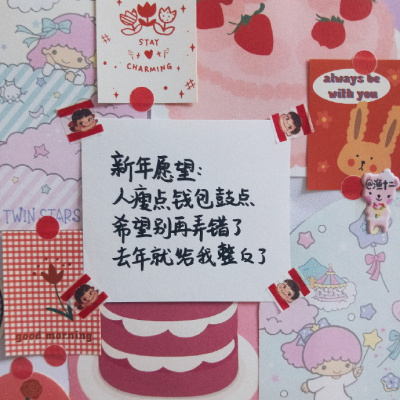 STAY
CHARMING
always be
with you
新年愿望:
人瘦点钱包鼓点
希望别再弄错了
去年就给我整反了
TWIN STARS
good morning